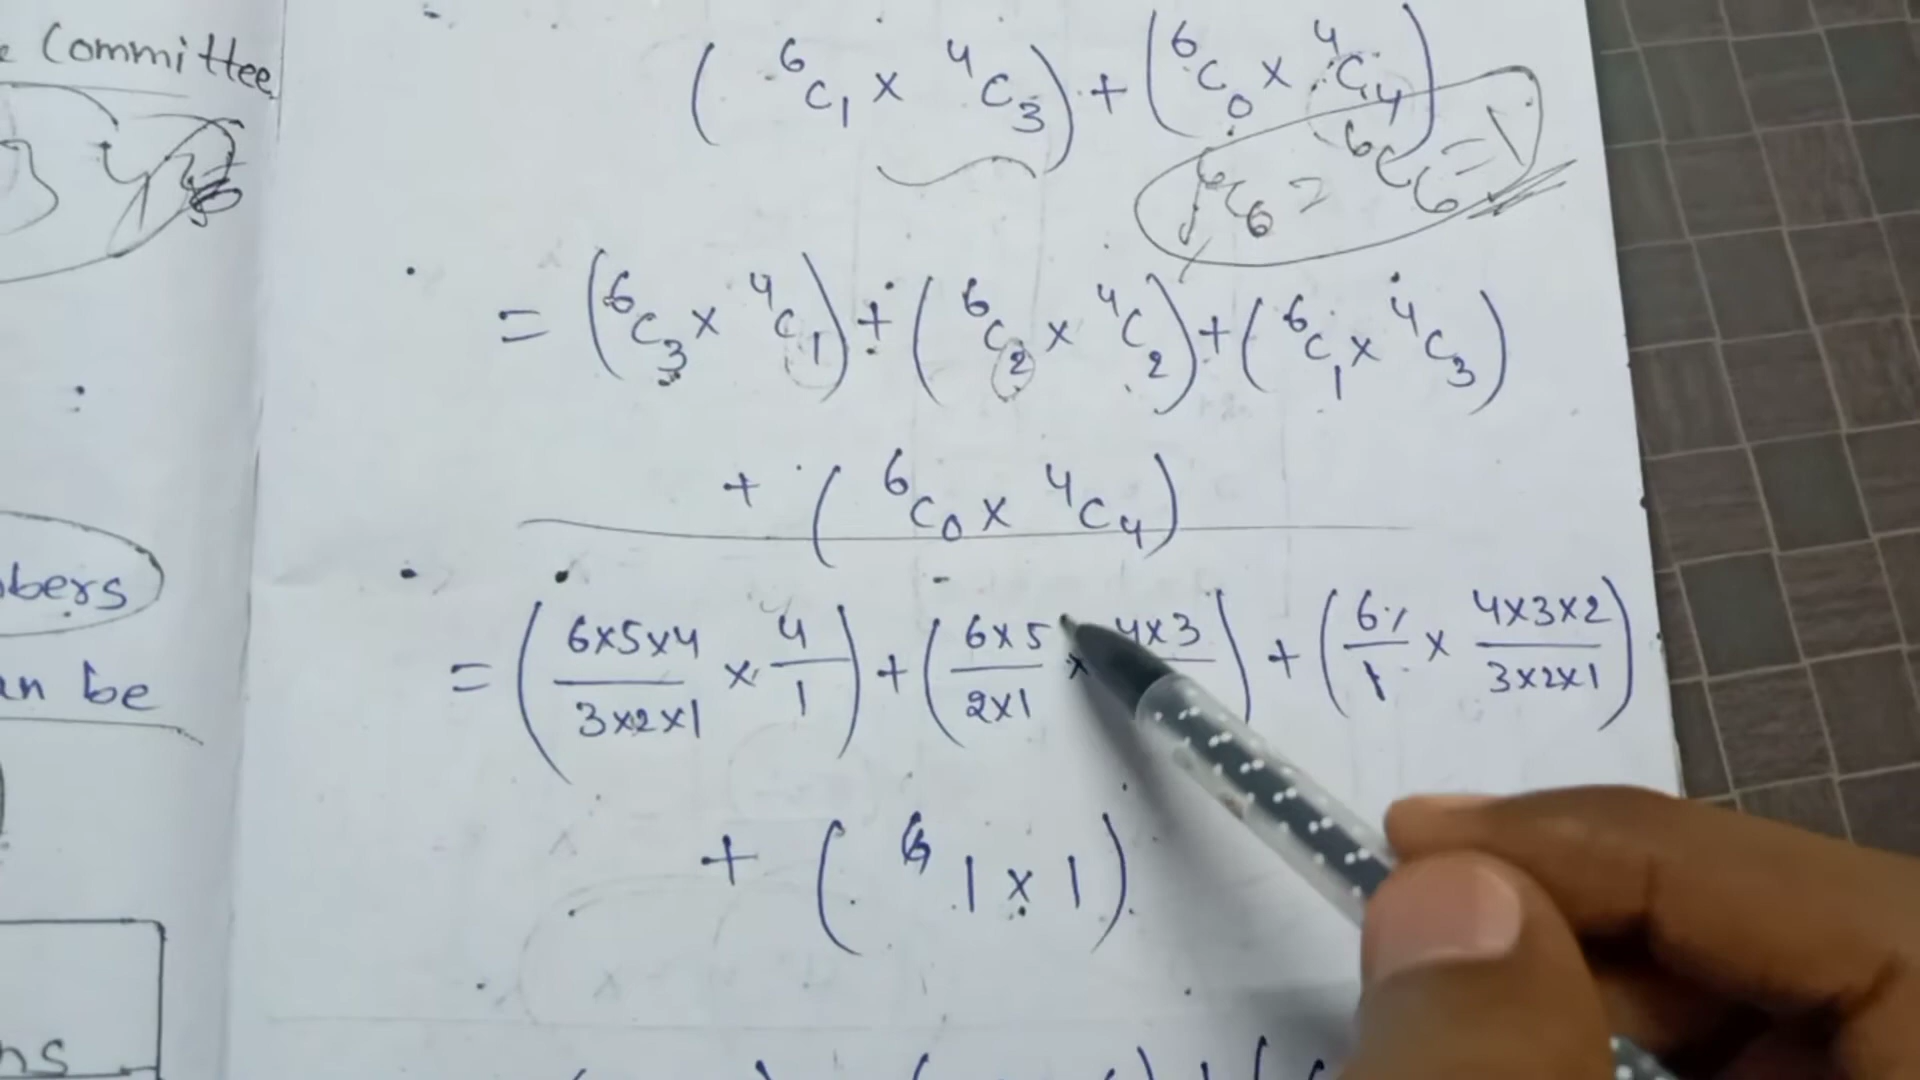 Committee
( ⁶C₁ × ⁴C₃ ) + ( ⁶C₀ × ⁴C₄ )
⁶C₆ = 1
= ( ⁶C₃ × ⁴C₁ ) + ( ⁶C₂ × ⁴C₂ ) + ( ⁶C₁ × ⁴C₃ )
+ ( ⁶C₀ × ⁴C₄ )
bers
an be
= ( 6×5×4 / 3×2×1 × 4 / 1 ) + ( 6×5 / 2×1 × 4×3 ) + ( 6 / 1 × 4×3×2 / 3×2×1 )
+ ( 1 × 1 )
ns